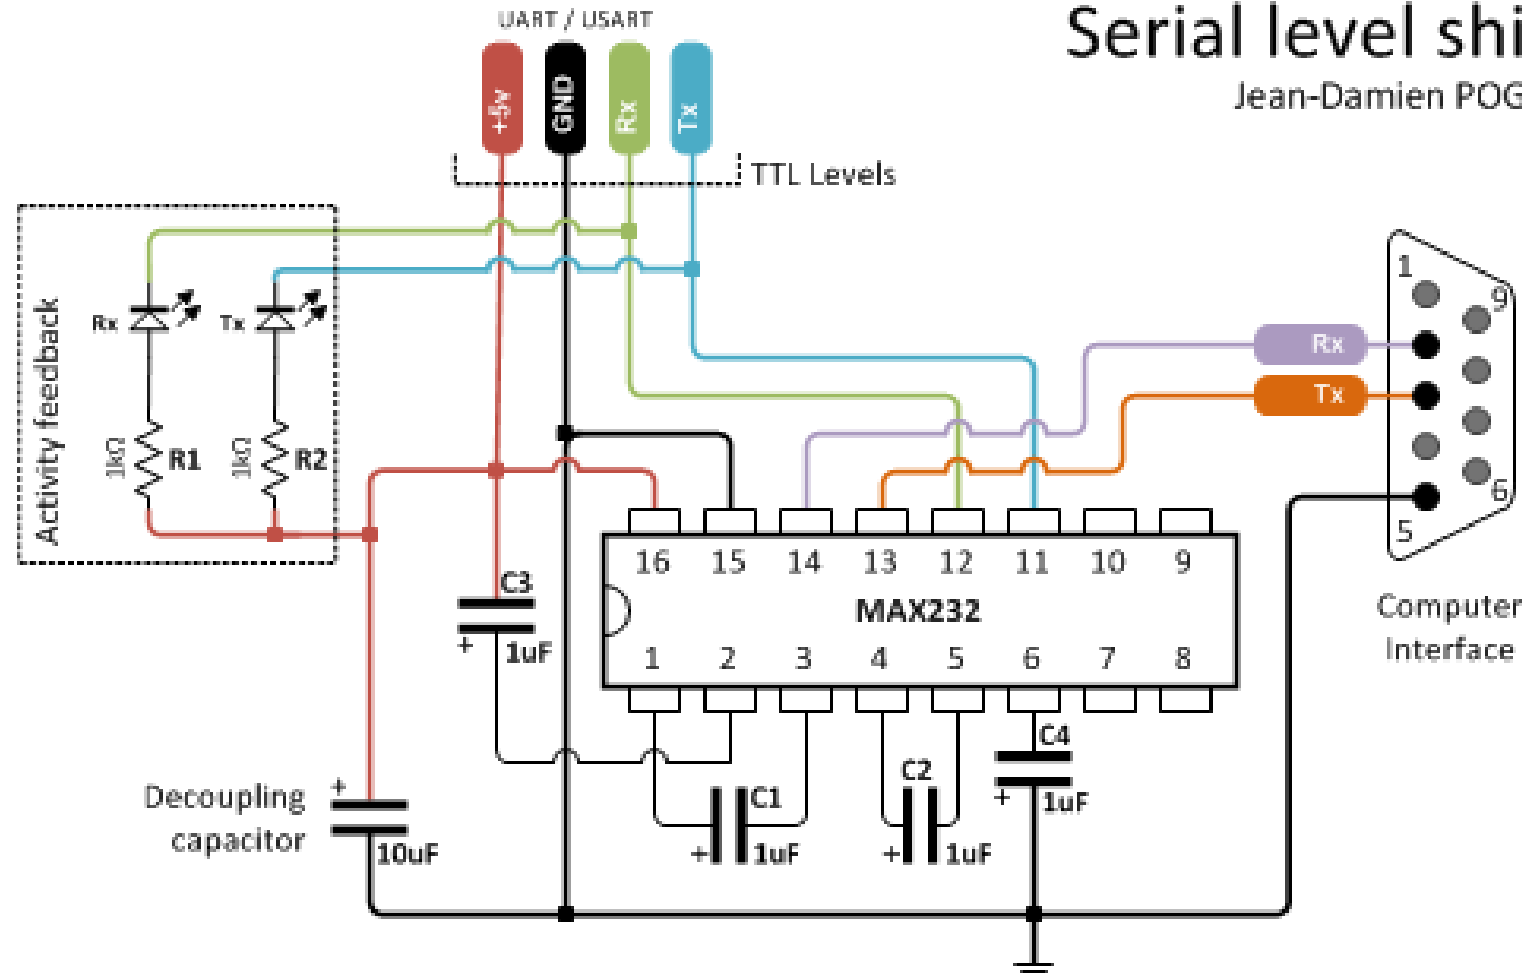 UART / USART
Serial level shi
Jean-Damien POG
+5v
GND
Rx
Tx
TTL Levels
Activity feedback
Rx
Tx
1kΩ
R1
1kΩ
R2
Rx
Tx
1
9
6
5
Computer
Interface
16 15 14 13 12 11 10 9
MAX232
1 2 3 4 5 6 7 8
C3
+
1uF
C1
+
1uF
C2
+
1uF
C4
+
1uF
Decoupling
capacitor
+
10uF